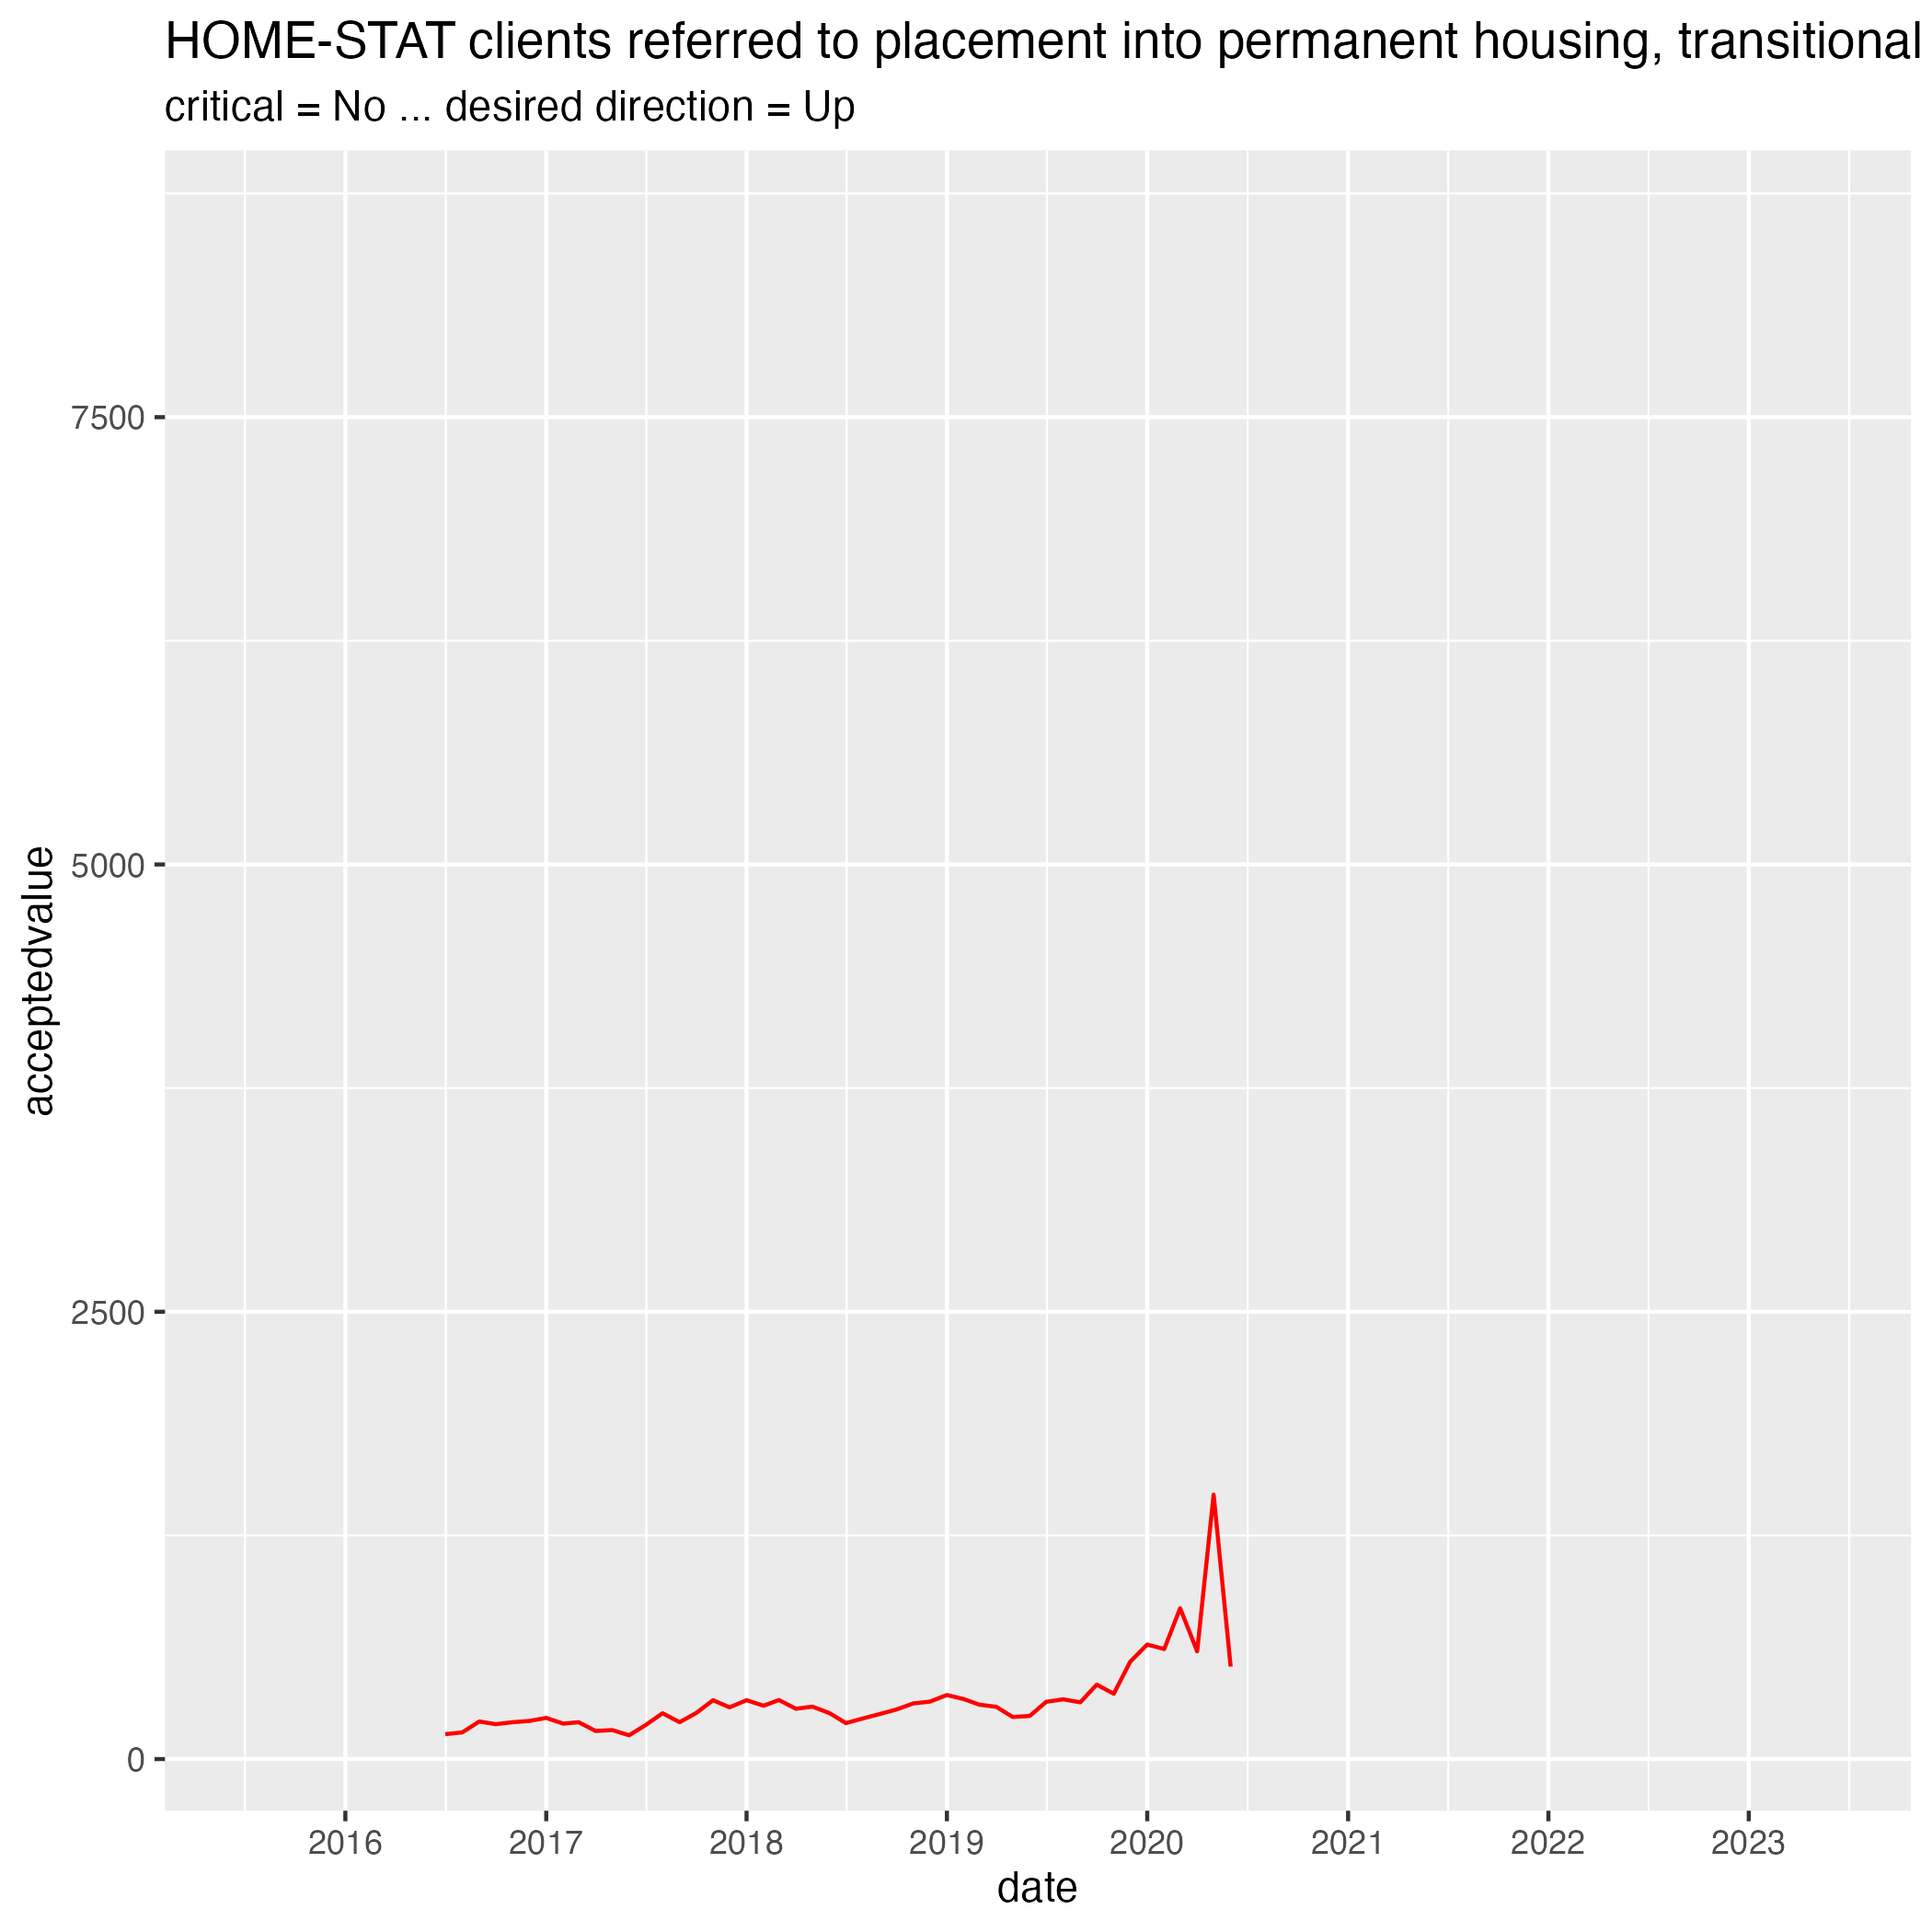 HOME-STAT clients referred to placement into permanent housing, transitional
critical = No ... desired direction = Up
acceptedvalue
7500
5000
2500
0
2016 2017 2018 2019 2020 2021 2022 2023
date